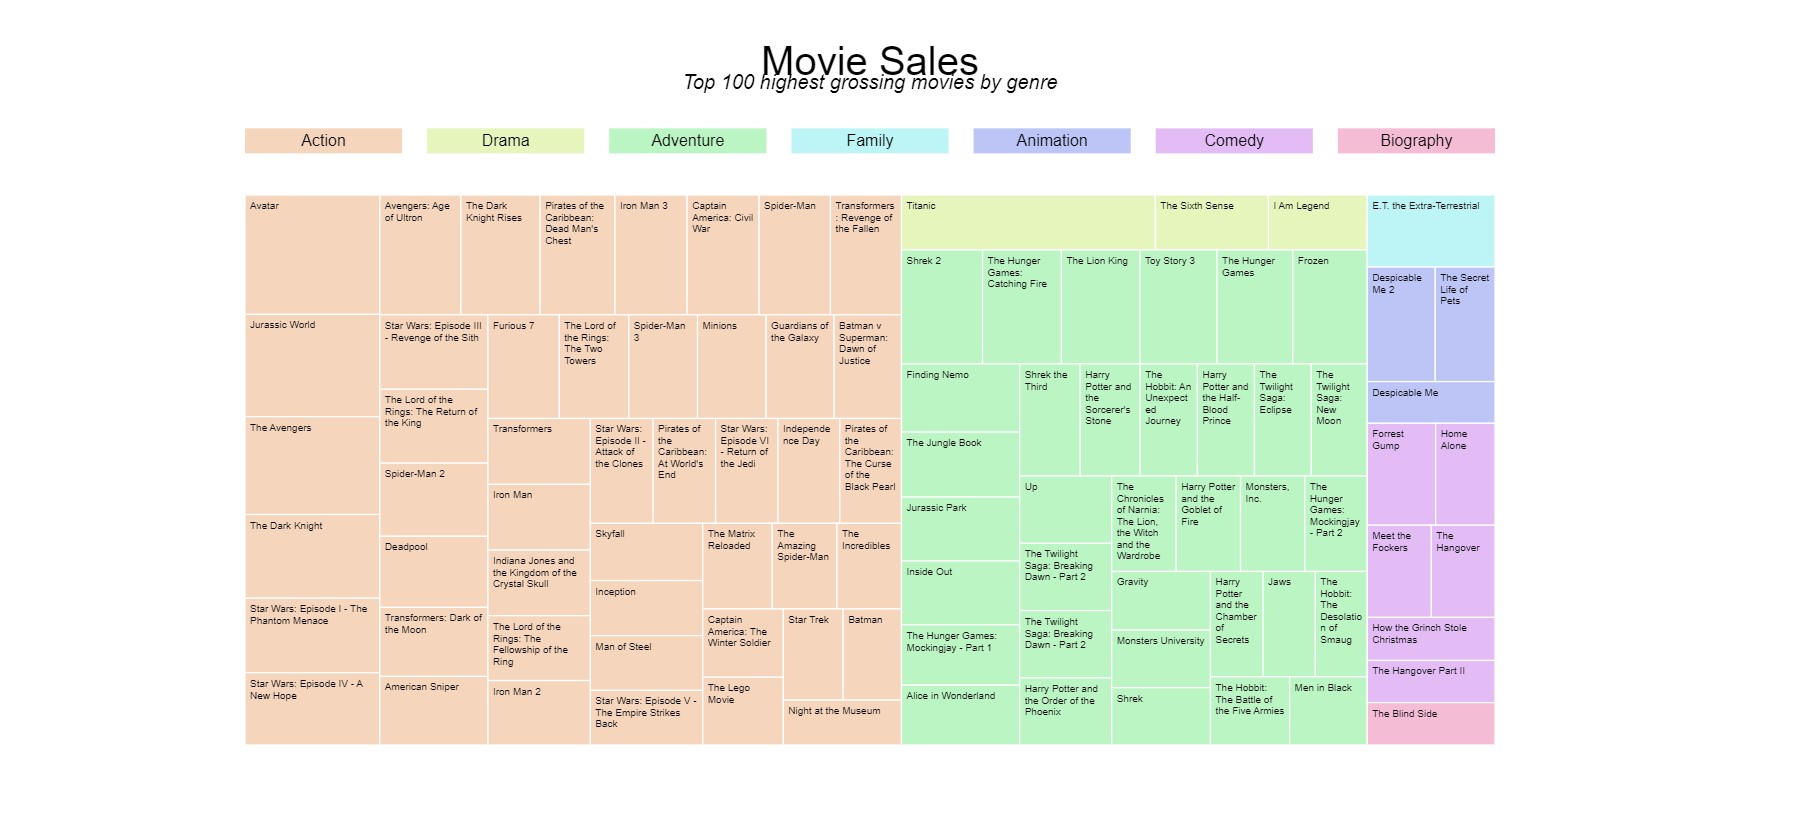 Movie Sales
Top 100 highest grossing movies by genre
Action
Drama
Adventure
Family
Animation
Comedy
Biography
Avatar
Jurassic World
The Avengers
The Dark Knight
Star Wars: Episode I - The
Phantom Menace
Star Wars: Episode IV - A
New Hope
Avengers: Age
of Ultron
The Dark
Knight Rises
Pirates of the
Caribbean:
Dead Man's
Chest
Iron Man 3
Captain
America: Civil
War
Spider-Man
Transformers
: Revenge of
the Fallen
Star Wars: Episode III
- Revenge of the Sith
The Lord of the
Rings: The Return of
the King
Spider-Man 2
Deadpool
Transformers: Dark of
the Moon
American Sniper
Furious 7
The Lord of
the Rings:
The Two
Towers
Spider-Man
3
Minions
Guardians of
the Galaxy
Batman v
Superman:
Dawn of
Justice
Transformers
Iron Man
Indiana Jones and
the Kingdom of the
Crystal Skull
The Lord of the
Rings: The
Fellowship of the
Ring
Iron Man 2
Star Wars:
Episode II -
Attack of
the Clones
Pirates of
the
Caribbean:
At World's
End
Star Wars:
Episode VI
- Return of
the Jedi
Independe
nce Day
Pirates of
the
Caribbean:
The Curse
of the
Black Pearl
Skyfall
Inception
Man of Steel
Star Wars: Episode V -
The Empire Strikes
Back
The Matrix
Reloaded
The
Amazing
Spider-Man
The
Incredibles
Captain
America: The
Winter Soldier
The Lego
Movie
Star Trek
Batman
Night at the Museum
Titanic
The Sixth Sense
I Am Legend
Shrek 2
The Hunger
Games:
Catching Fire
The Lion King
Toy Story 3
The Hunger
Games
Frozen
Finding Nemo
The Jungle Book
Jurassic Park
Inside Out
The Hunger Games:
Mockingjay - Part 1
Alice in Wonderland
Shrek the
Third
Harry
Potter and
the
Sorcerer's
Stone
The
Hobbit: An
Unexpect
ed
Journey
Harry
Potter and
the Half-
Blood
Prince
The
Twilight
Saga:
Eclipse
The
Twilight
Saga:
New
Moon
Up
The Twilight
Saga: Breaking
Dawn - Part 2
The Twilight
Saga: Breaking
Dawn - Part 2
Harry Potter and
the Order of the
Phoenix
The
Chronicles
of Narnia:
The Lion,
the Witch
and the
Wardrobe
Harry Potter
and the
Goblet of
Fire
Monsters,
Inc.
The
Hunger
Games:
Mockingjay
- Part 2
Gravity
Monsters University
Shrek
Harry
Potter
and the
Chamber
of
Secrets
Jaws
The
Hobbit:
The
Desolatio
n of
Smaug
The Hobbit:
The Battle of
the Five Armies
Men in Black
E.T. the Extra-Terrestrial
Despicable
Me 2
The Secret
Life of
Pets
Despicable Me
Forrest
Gump
Home
Alone
Meet the
Fockers
The
Hangover
How the Grinch Stole
Christmas
The Hangover Part II
The Blind Side